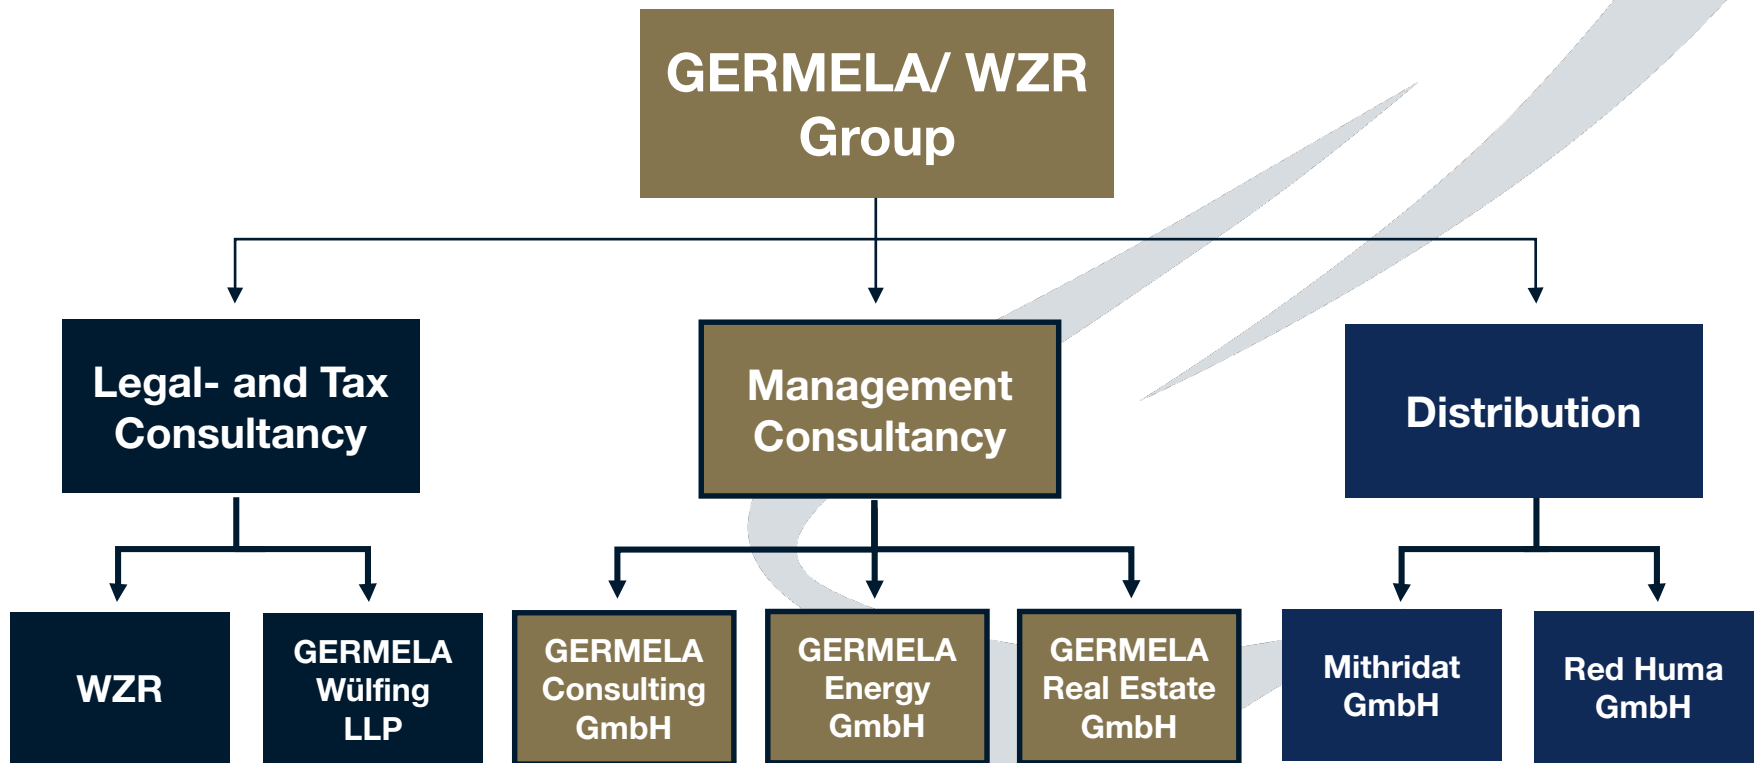 GERMELA/ WZR
Group
Legal- and Tax
Consultancy
Management
Consultancy
Distribution
WZR
GERMELA
Wülfing
LLP
GERMELA
Consulting
GmbH
GERMELA
Energy
GmbH
GERMELA
Real Estate
GmbH
Mithridat
GmbH
Red Huma
GmbH